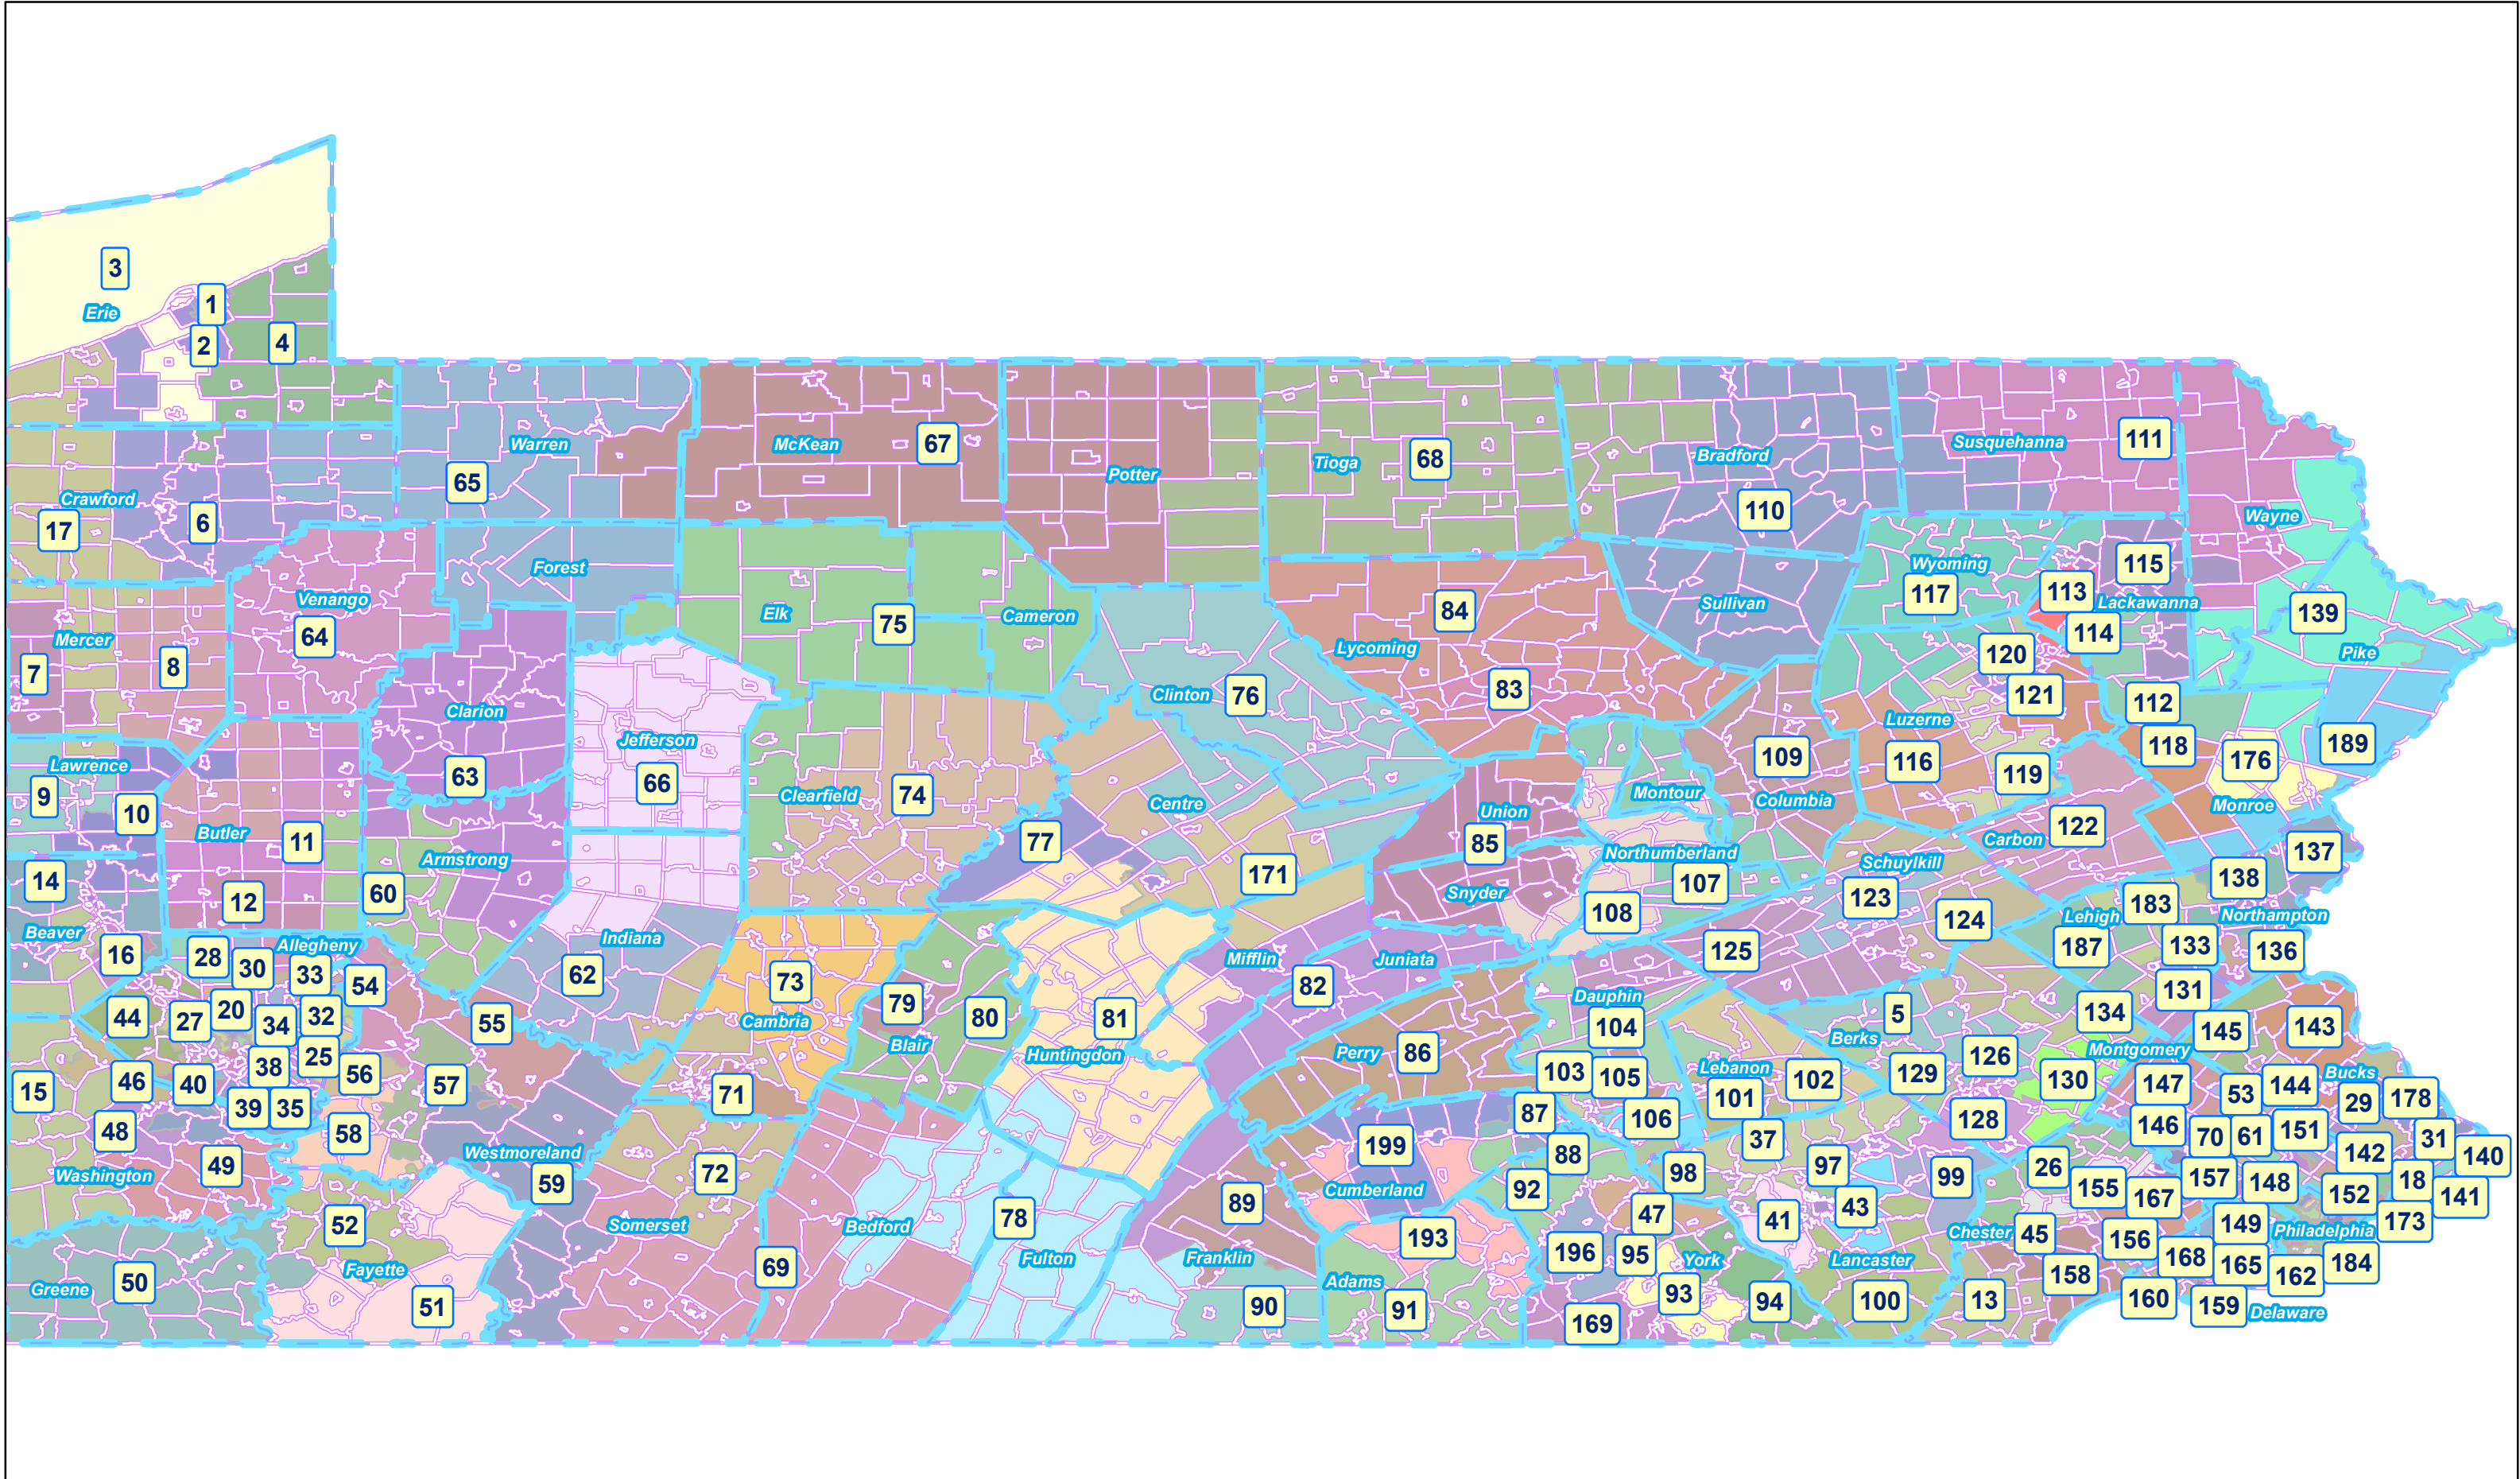 3
1
Erie
2
4
Warren
McKean
67
Susquehanna
111
Bradford
Tioga
68
Potter
65
Crawford
17
6
110
Wayne
Forest
Wyoming
117
115
Venango
64
113
Lackawanna
Sullivan
139
Elk
75
Cameron
84
114
Mercer
Lycoming
120
Pike
7
8
Clinton
76
83
121
112
Clarion
Luzerne
Jefferson
118
189
Lawrence
63
66
109
116
119
176
9
10
Clearfield
74
Centre
Union
Montour
Columbia
Monroe
Butler
11
77
85
122
Carbon
137
Armstrong
Northumberland
Schuylkill
14
12
60
171
Snyder
107
123
138
108
124
183
Lehigh
Northampton
Beaver
Allegheny
Indiana
187
133
136
16
28
30
33
54
62
73
Mifflin
Juniata
125
131
82
Dauphin
44
27
20
34
32
55
Cambria
79
80
81
104
5
134
145
143
Berks
38
25
Blair
Huntingdon
Perry
86
126
Montgomery
56
57
103
105
Lebanon
102
129
130
147
144
Bucks
15
46
40
71
101
53
29
178
39
35
87
106
128
146
48
58
199
88
37
70
61
151
31
Westmoreland
142
140
49
Washington
59
72
92
98
97
99
26
157
148
18
Cumberland
155
167
152
141
52
Somerset
Bedford
78
89
47
41
43
173
149
Philadelphia
193
Chester
45
156
196
95
York
Lancaster
Fulton
Franklin
168
165
184
69
Fayette
158
162
Greene
50
Adams
93
51
90
91
94
100
13
160
159
Delaware
169